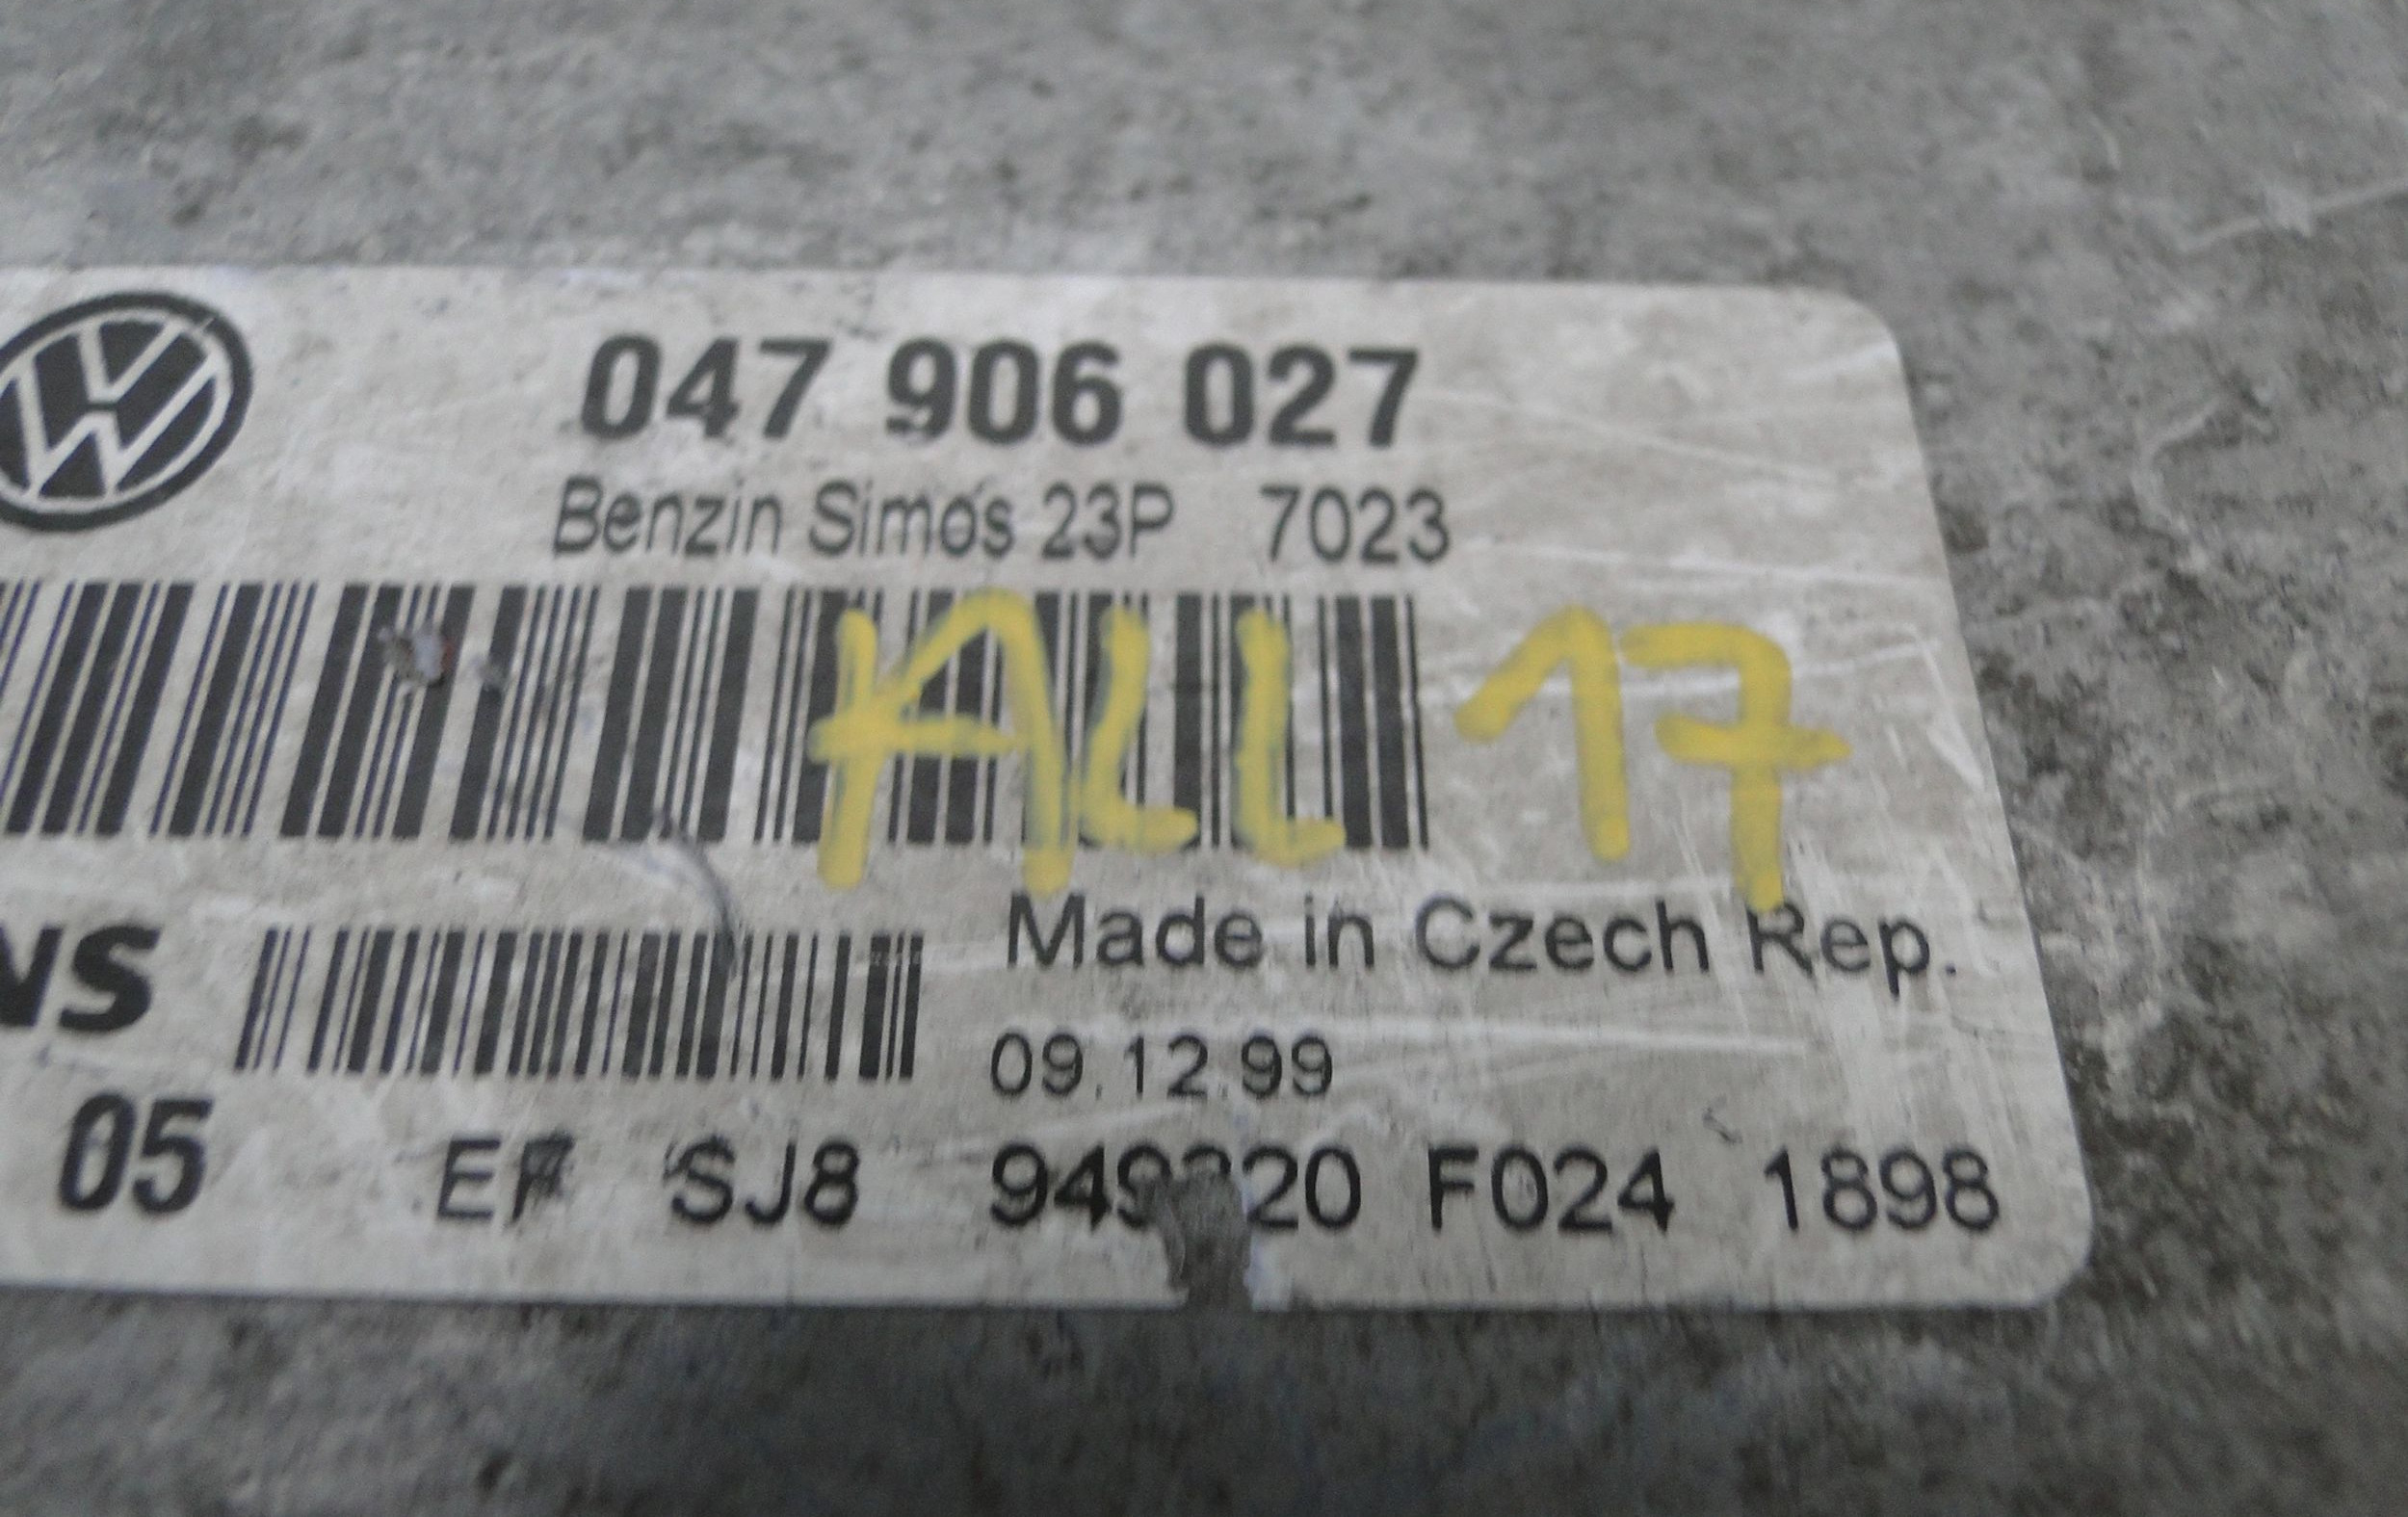 047 906 027
Benzin Simos 23P 7023
ALL 17
Made in Czech Rep.
NS
09.12.99
05 EF SJ8 F024 1898